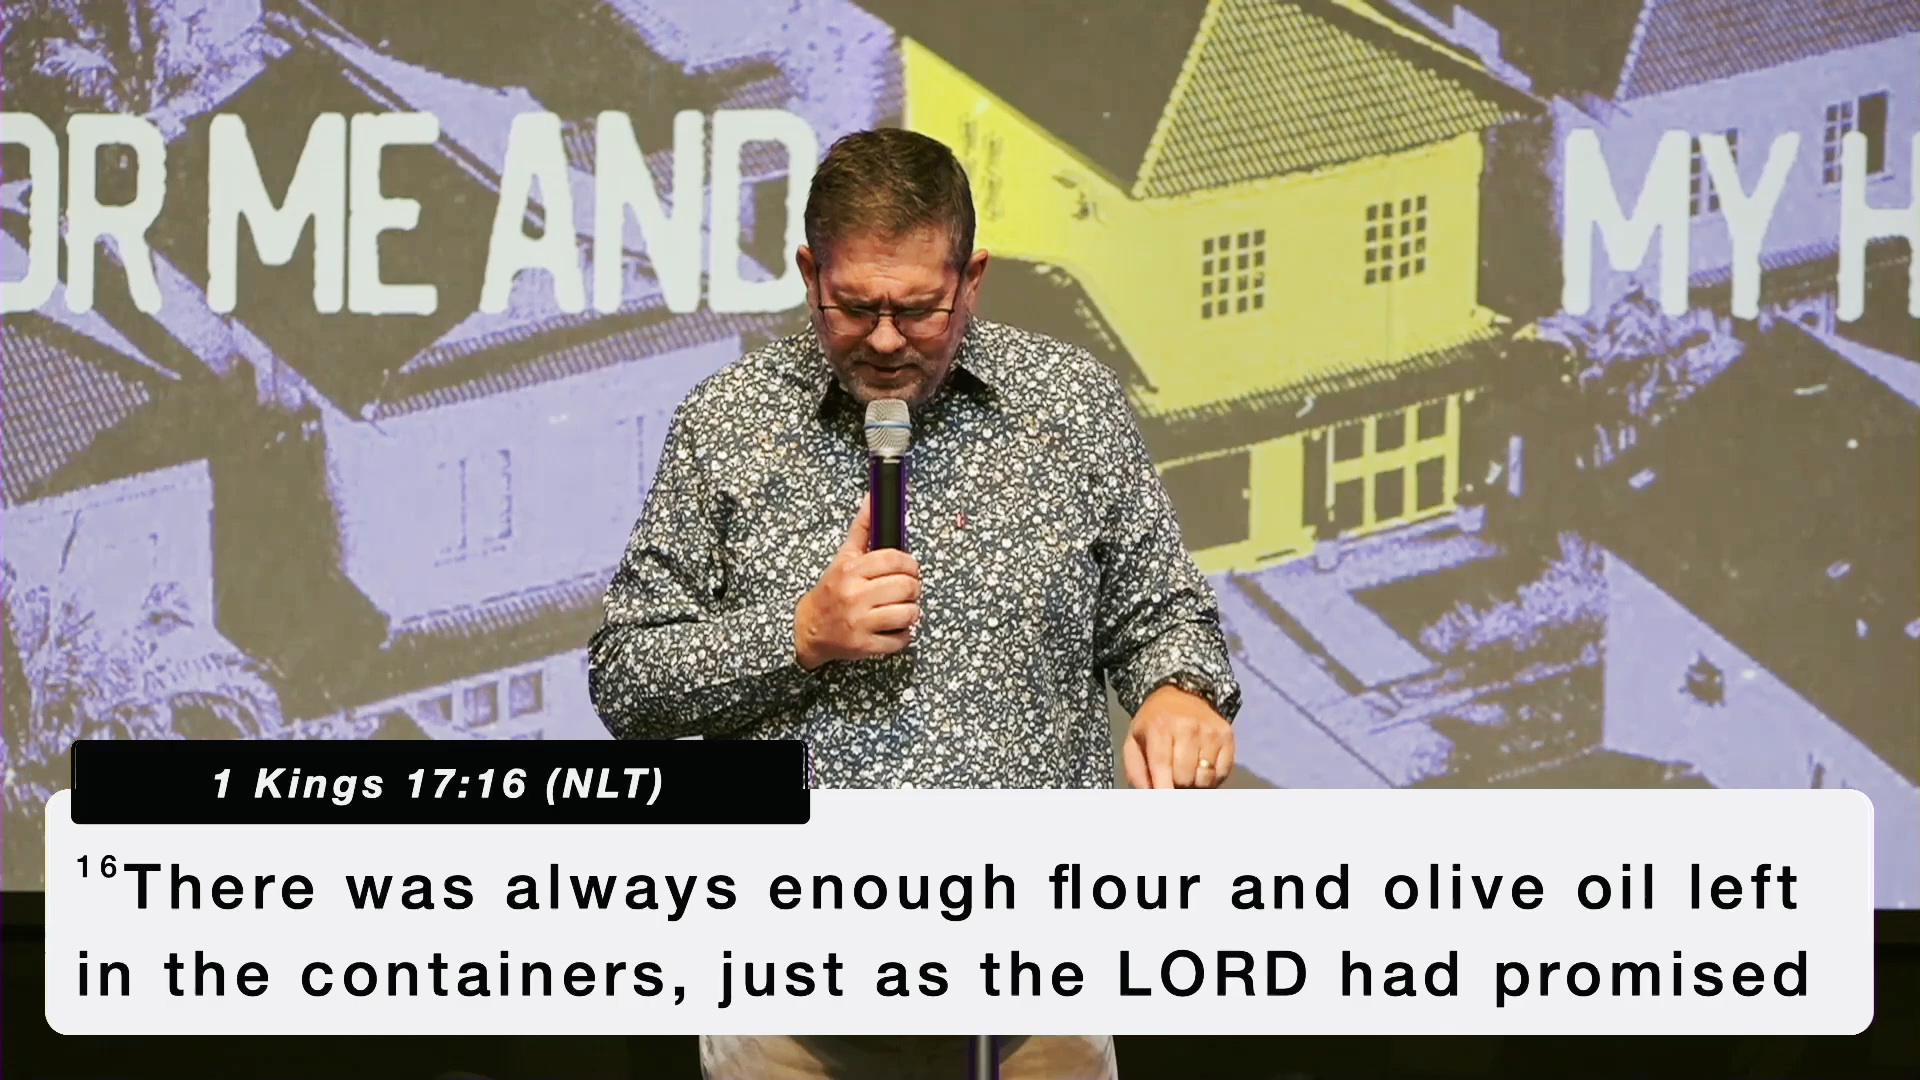 OR ME AND MY H
1 Kings 17:16 (NLT)
16There was always enough flour and olive oil left
in the containers, just as the LORD had promised